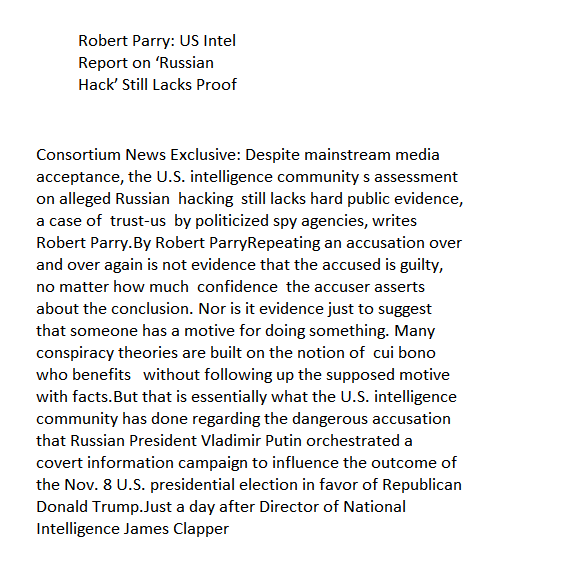 Robert Parry: US Intel
Report on ‘Russian
Hack’ Still Lacks Proof
Consortium News Exclusive: Despite mainstream media
acceptance, the U.S. intelligence community s assessment
on alleged Russian  hacking  still lacks hard public evidence,
a case of  trust-us  by politicized spy agencies, writes
Robert Parry.By Robert ParryRepeating an accusation over
and over again is not evidence that the accused is guilty,
no matter how much  confidence  the accuser asserts
about the conclusion. Nor is it evidence just to suggest
that someone has a motive for doing something. Many
conspiracy theories are built on the notion of  cui bono
who benefits   without following up the supposed motive
with facts.But that is essentially what the U.S. intelligence
community has done regarding the dangerous accusation
that Russian President Vladimir Putin orchestrated a
covert information campaign to influence the outcome of
the Nov. 8 U.S. presidential election in favor of Republican
Donald Trump.Just a day after Director of National
Intelligence James Clapper